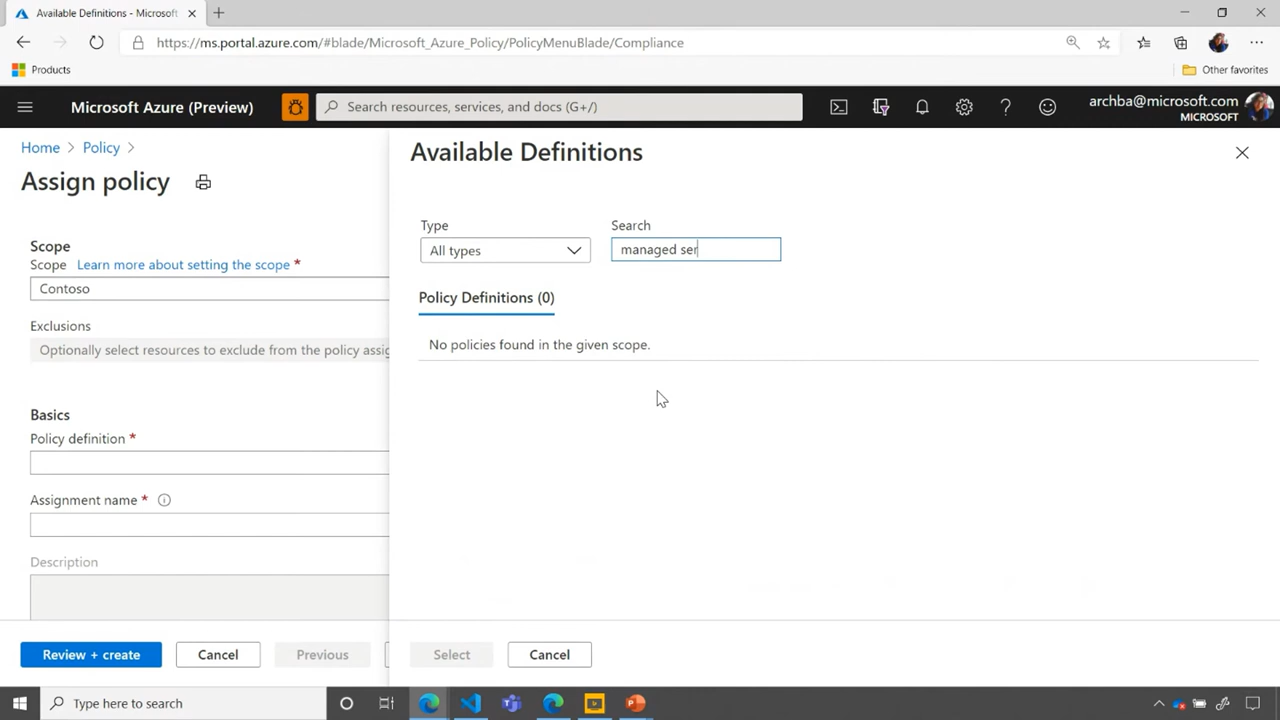 Available Definitions - Microsoft
https://ms.portal.azure.com/#blade/Microsoft_Azure_Policy/PolicyMenuBlade/Compliance
Products
Other favorites
Microsoft Azure (Preview)
Search resources, services, and docs (G+/)
archba@microsoft.com
MICROSOFT
Home > Policy >
Assign policy
Scope
Scope Learn more about setting the scope *
Contoso
Exclusions
Optionally select resources to exclude from the policy assig
Basics
Policy definition *
Assignment name *
Description
Review + create
Cancel
Previous
Available Definitions
Type
Search
All types
managed ser
Policy Definitions (0)
No policies found in the given scope.
Select
Cancel
Type here to search